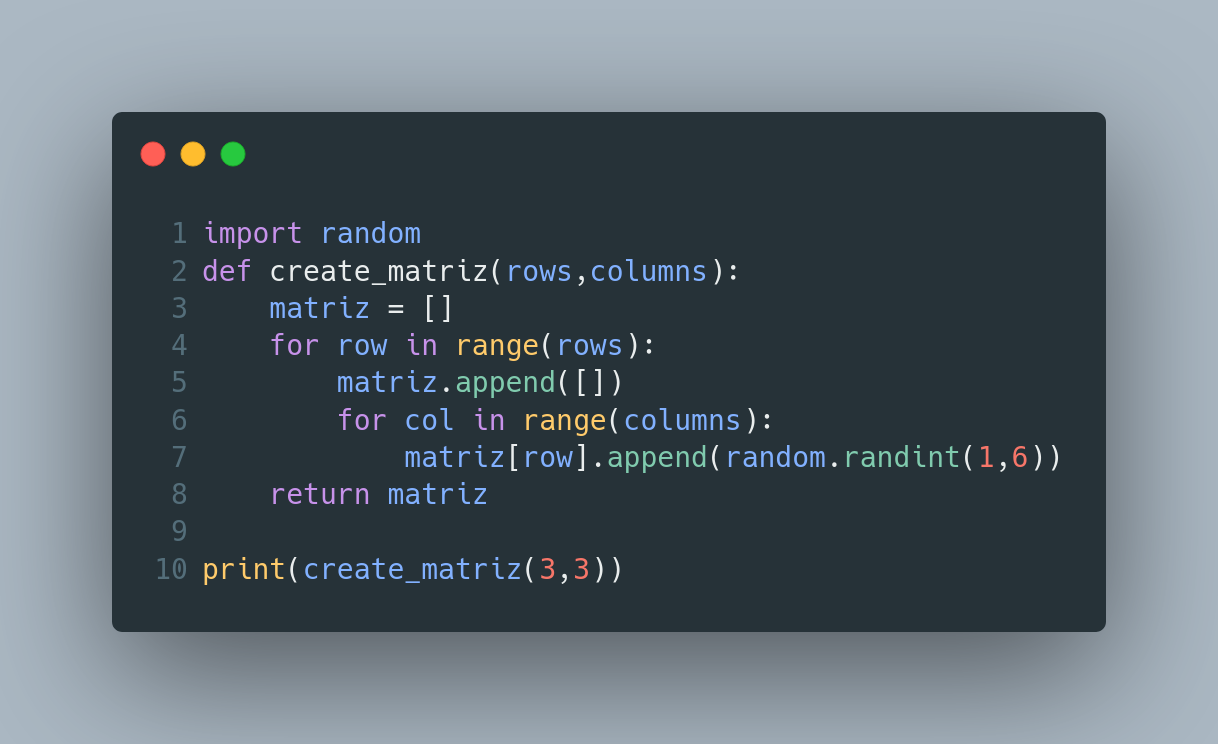 1 import random
2 def create_matriz(rows,columns):
3     matriz = []
4     for row in range(rows):
5         matriz.append([])
6         for col in range(columns):
7             matriz[row].append(random.randint(1,6))
8     return matriz
9
10 print(create_matriz(3,3))